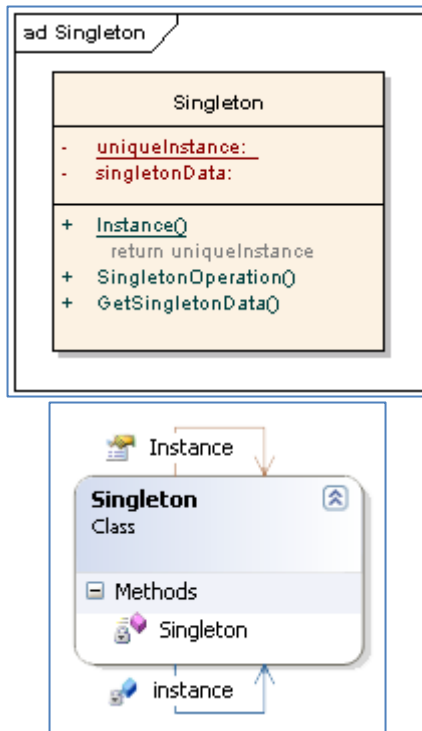 ad Singleton
Singleton
- uniqueInstance:
- singletonData:
+ Instance()
return uniqueInstance
+ SingletonOperation()
+ GetSingletonData()
Instance
Singleton
Class
Methods
Singleton
instance